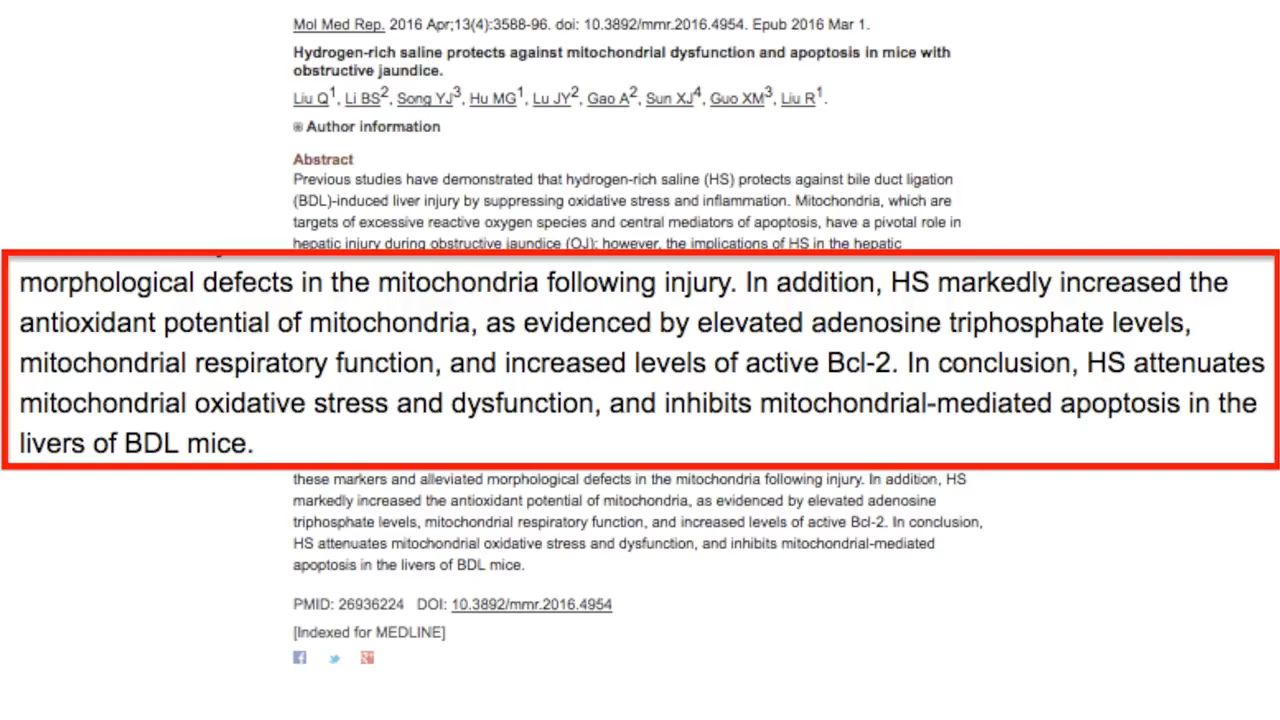 Mol Med Rep. 2016 Apr;13(4):3588-96. doi: 10.3892/mmr.2016.4954. Epub 2016 Mar 1.
Hydrogen-rich saline protects against mitochondrial dysfunction and apoptosis in mice with
obstructive jaundice.
Liu Q1, Li BS2, Song YJ3, Hu MG1, Lu JY2, Gao A2, Sun XJ4, Guo XM3, Liu R1.
Author information
Abstract
Previous studies have demonstrated that hydrogen-rich saline (HS) protects against bile duct ligation
(BDL)-induced liver injury by suppressing oxidative stress and inflammation. Mitochondria, which are
targets of excessive reactive oxygen species and central mediators of apoptosis, have a pivotal role in
hepatic injury during obstructive jaundice (OJ); however, the implications of HS in the hepatic
morphological defects in the mitochondria following injury. In addition, HS markedly increased the
antioxidant potential of mitochondria, as evidenced by elevated adenosine triphosphate levels,
mitochondrial respiratory function, and increased levels of active Bcl-2. In conclusion, HS attenuates
mitochondrial oxidative stress and dysfunction, and inhibits mitochondrial-mediated apoptosis in the
livers of BDL mice.
these markers and alleviated morphological defects in the mitochondria following injury. In addition, HS
markedly increased the antioxidant potential of mitochondria, as evidenced by elevated adenosine
triphosphate levels, mitochondrial respiratory function, and increased levels of active Bcl-2. In conclusion,
HS attenuates mitochondrial oxidative stress and dysfunction, and inhibits mitochondrial-mediated
apoptosis in the livers of BDL mice.
PMID: 26936224 DOI: 10.3892/mmr.2016.4954
[Indexed for MEDLINE]